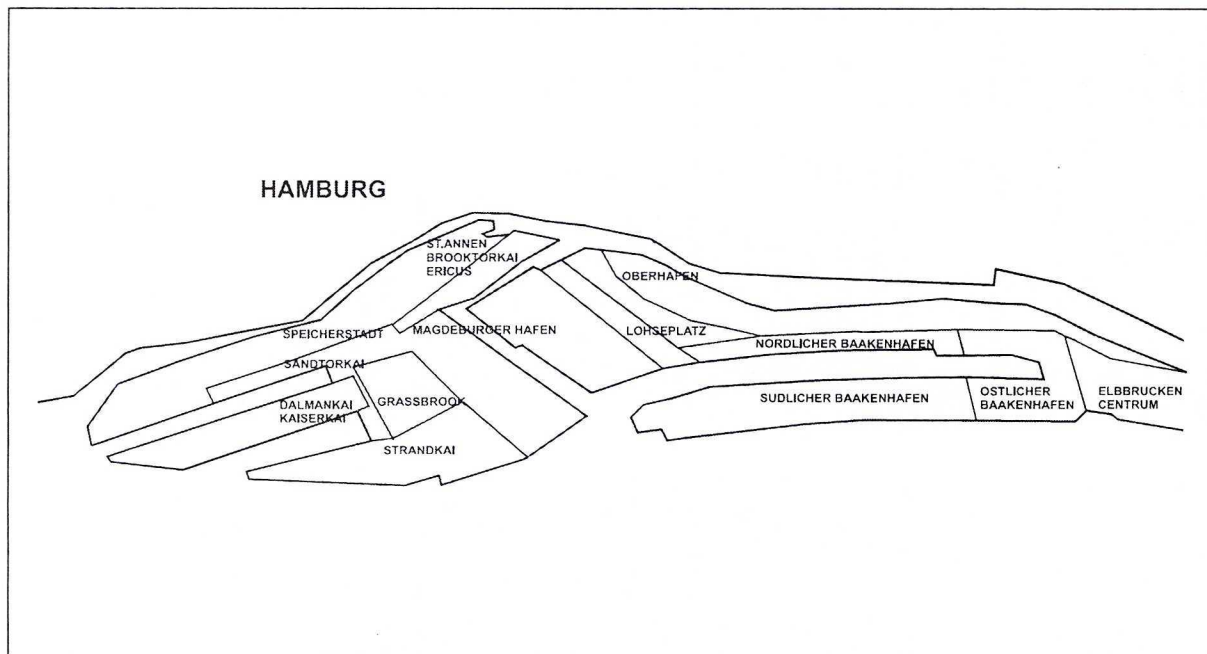 HAMBURG
ST.ANNEN
BROOKTORKAI
ERICUS
OBERHAFEN
SPEICHERSTADT
MAGDEBURGER HAFEN
LOHSEPLATZ
NORDLICHER BAAKENHAFEN
SANDTORKAI
DALMANKAI
KAISERKAI
GRASSBROOK
SUDLICHER BAAKENHAFEN
OSTLICHER
BAAKENHAFEN
ELBBRUCKEN
CENTRUM
STRANDKAI